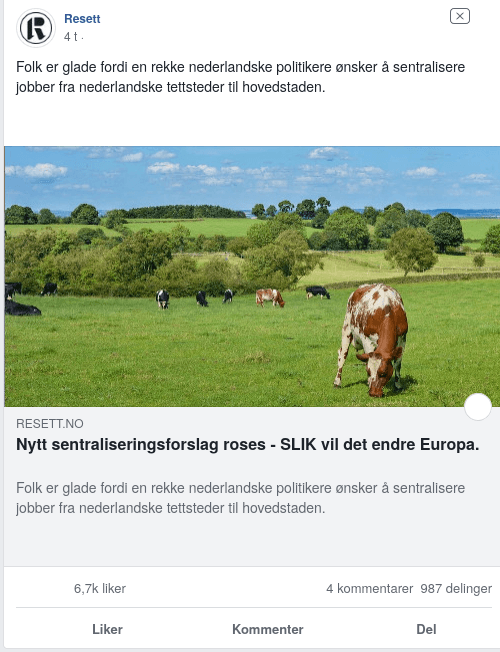 Resett
4 t ·
Folk er glade fordi en rekke nederlandske politikere ønsker å sentralisere
jobber fra nederlandske tettsteder til hovedstaden.
RESETT.NO
Nytt sentraliseringsforslag roses - SLIK vil det endre Europa.
Folk er glade fordi en rekke nederlandske politikere ønsker å sentralisere
jobber fra nederlandske tettsteder til hovedstaden.
6,7k liker 4 kommentarer 987 delinger
Liker Kommenter Del